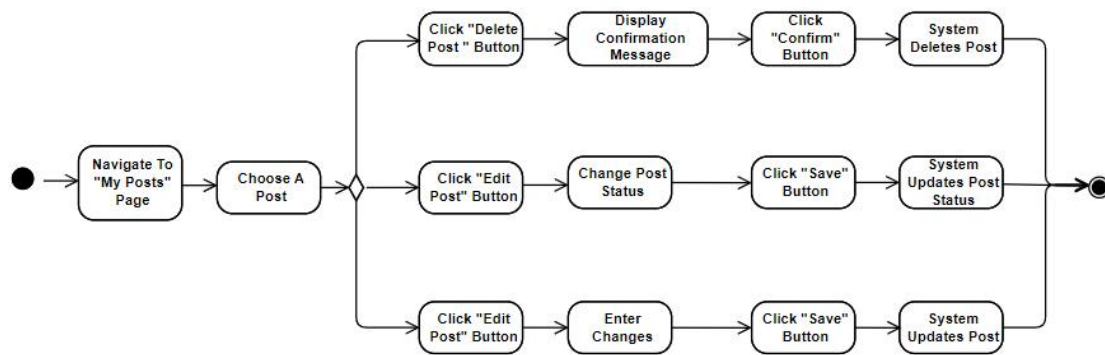 Click "Delete
Post " Button
Display
Confirmation
Message
Click
"Confirm"
Button
System
Deletes Post
Navigate To
"My Posts"
Page
Choose A
Post
Click "Edit
Post" Button
Change Post
Status
Click "Save"
Button
System
Updates Post
Status
Click "Edit
Post" Button
Enter
Changes
Click "Save"
Button
System
Updates Post